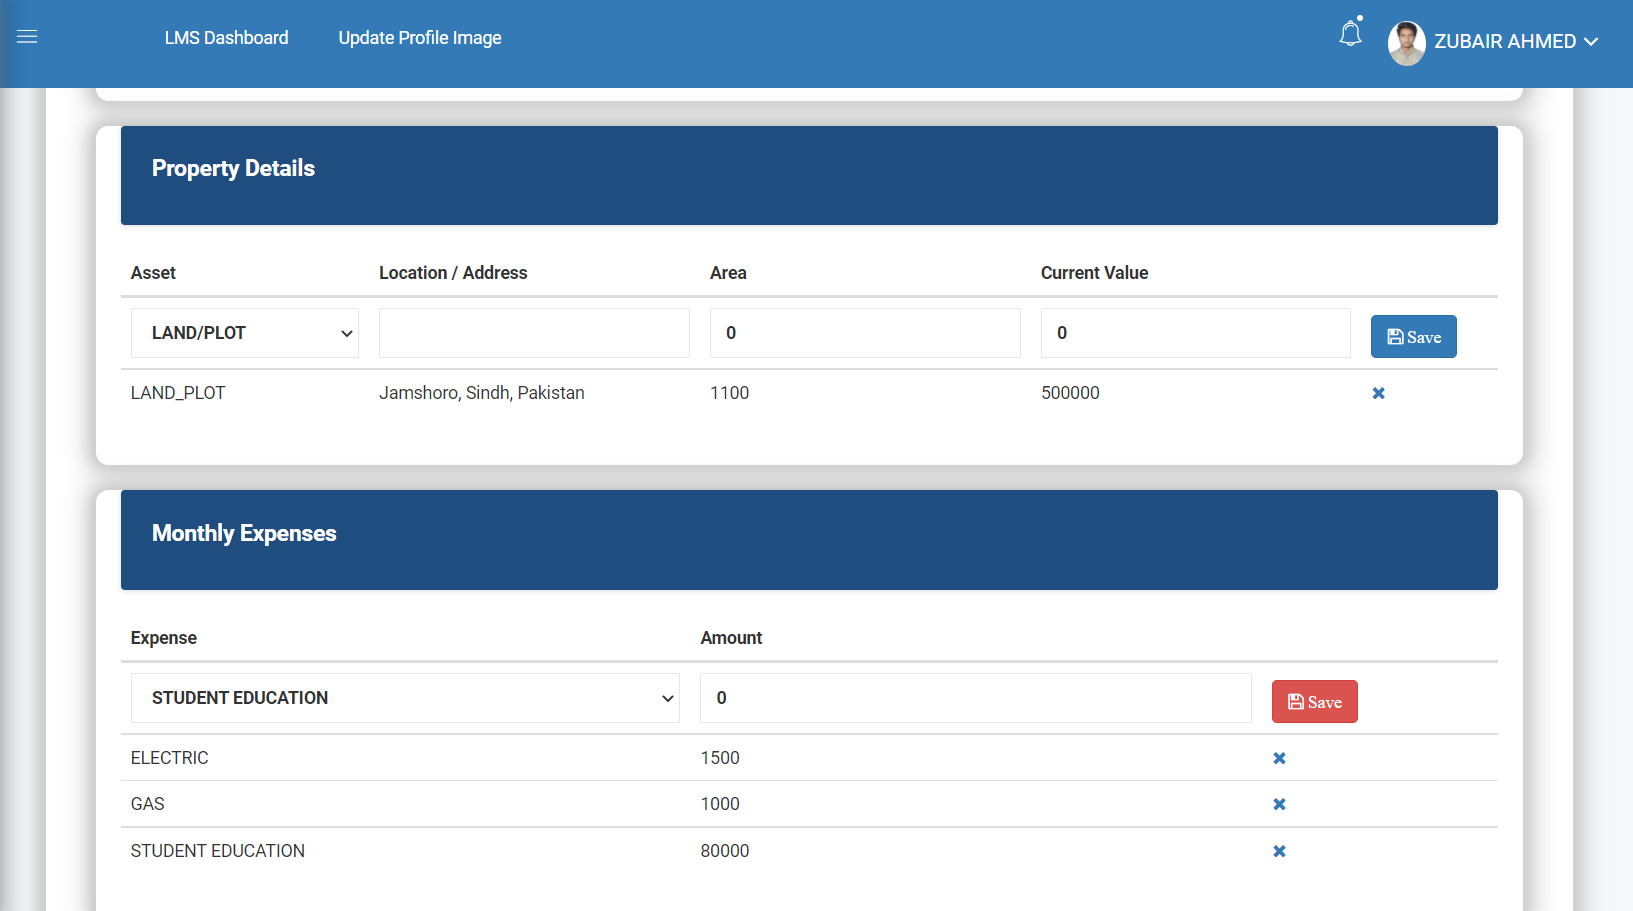 LMS Dashboard Update Profile Image ZUBAIR AHMED
Property Details
Asset Location / Address Area Current Value
LAND/PLOT 0 0 Save
LAND_PLOT Jamshoro, Sindh, Pakistan 1100 500000
Monthly Expenses
Expense Amount
STUDENT EDUCATION 0 Save
ELECTRIC 1500
GAS 1000
STUDENT EDUCATION 80000